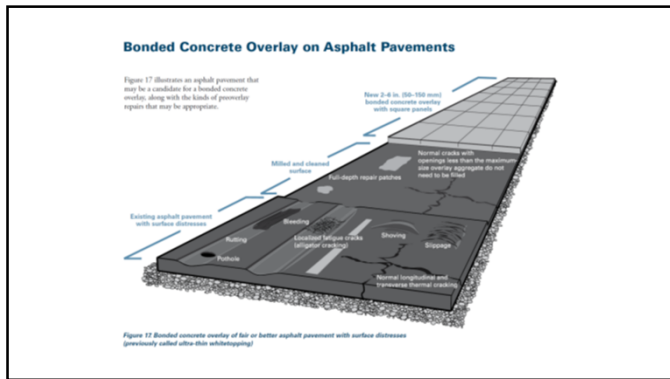 Bonded Concrete Overlay on Asphalt Pavements
Figure 17 illustrates an asphalt pavement that
may be a candidate for a bonded concrete
overlay, along with the kinds of preoverlay
repairs that may be appropriate.
New 2–6 in. (50–150 mm)
bonded concrete overlay
with square panels
Milled and cleaned
surface
Full-depth repair patches
Normal cracks with
openings less than the maximum-
size overlay aggregate do not
need to be filled
Existing asphalt pavement
with surface distresses
Rutting
Pothole
Bleeding
Localized fatigue cracks
(alligator cracking)
Shoving
Slippage
Normal longitudinal and
transverse thermal cracking
Figure 17 Bonded concrete overlay of fair or better asphalt pavement with surface distresses
(previously called ultra-thin whitetopping)